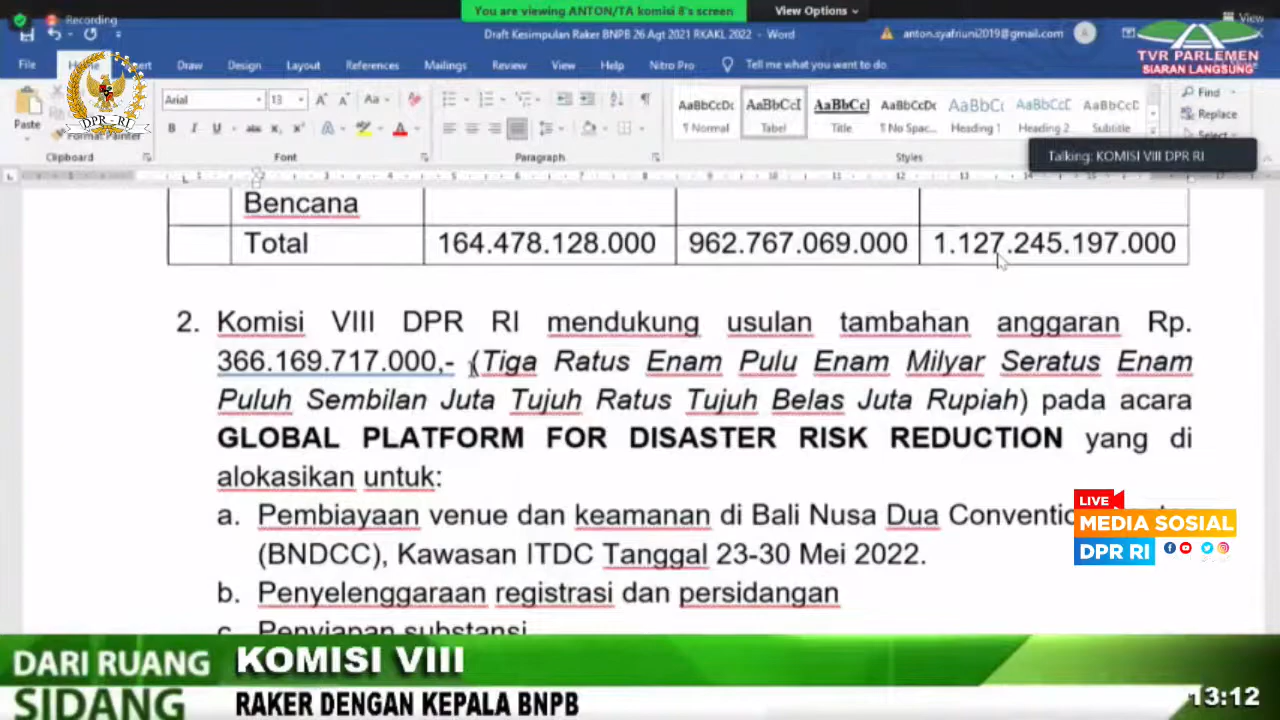 Recording
You are viewing ANTON/TA komisi 8's screen
View Options
View
Draft Kesimpulan Raker BNPB 26 Agt 2021 RKAKL 2022 - Word
anton.syafriuni2019@gmail.com
A
TVR PARLEMEN
SIARAN LANGSUNG
File
Draw
Design
Layout
References
Mailings
Review
View
Help
Nitro Pro
Tell me what you want to do
DPR - RI
Paste
Format Painter
Clipboard
Arial
13
Font
Paragraph
AaBbCcDc
¶ Normal
AaBbCcI
Tabel
AaBbCcI
Title
AaBbCcDc
¶ No Spac...
AaBbCc
Heading 1
AaBbCcDc
Heading 2
AaBbCcDc
Subtitle
Styles
Find
Replace
Select
Talking: KOMISI VIII DPR RI
Bencana
Total 164.478.128.000 962.767.069.000 1.127.245.197.000
2. Komisi VIII DPR RI mendukung usulan tambahan anggaran Rp.
366.169.717.000,- (Tiga Ratus Enam Pulu Enam Milyar Seratus Enam
Puluh Sembilan Juta Tujuh Ratus Tujuh Belas Juta Rupiah) pada acara
GLOBAL PLATFORM FOR DISASTER RISK REDUCTION yang di
alokasikan untuk:
a. Pembiayaan venue dan keamanan di Bali Nusa Dua Conventi
(BNDCC), Kawasan ITDC Tanggal 23-30 Mei 2022.
b. Penyelenggaraan registrasi dan persidangan
c. Penyiapan substansi
LIVE
MEDIA SOSIAL
DPR RI
DARI RUANG
SIDANG
KOMISI VIII
RAKER DENGAN KEPALA BNPB
13:12